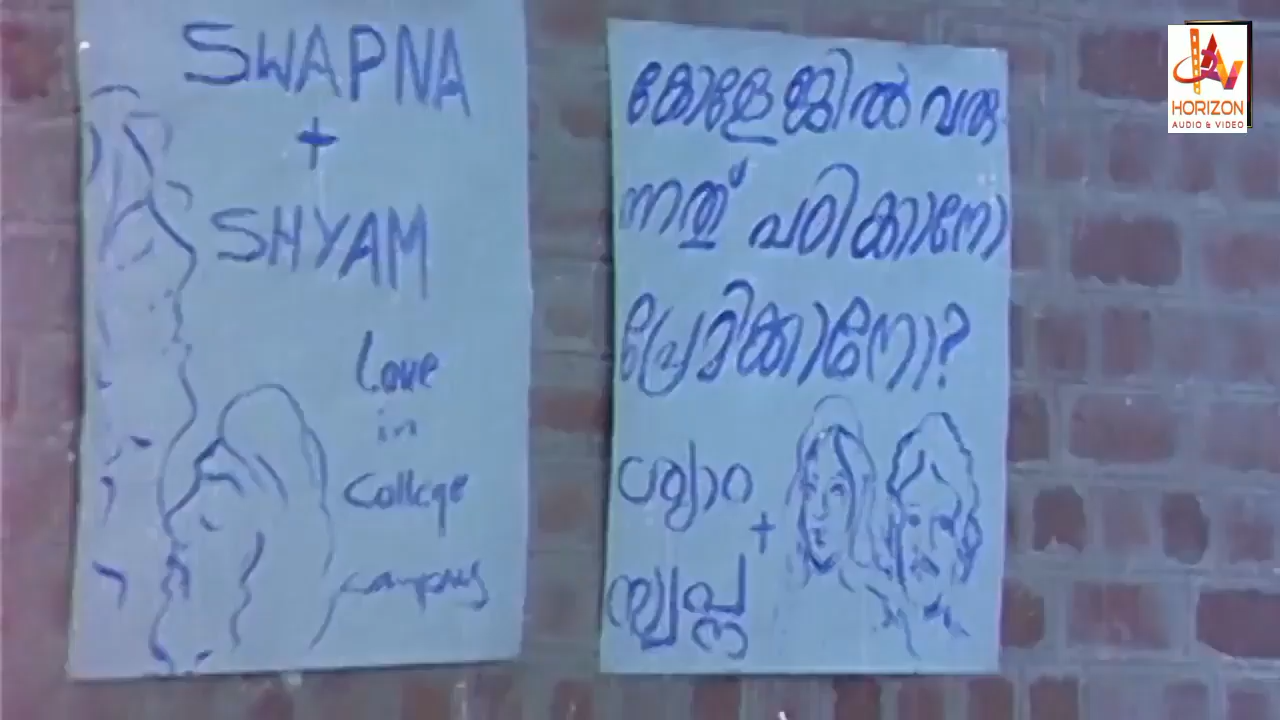 SWAPNA
+
SHYAM
Love
in
College
campus
കോളേജിൽ വരു
ന്നത് പഠിക്കാനോ
പ്രേമിക്കാനോ?
ശ്യാമ
+
സ്വപ്ന
HORIZON
AUDIO & VIDEO